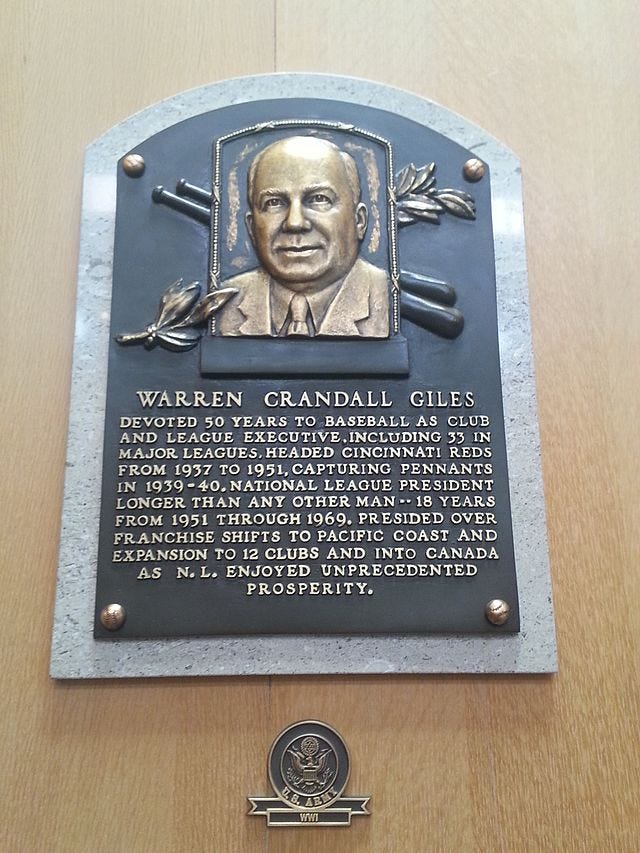 WARREN CRANDALL GILES
DEVOTED 50 YEARS TO BASEBALL AS CLUB
AND LEAGUE EXECUTIVE, INCLUDING 33 IN
MAJOR LEAGUES. HEADED CINCINNATI REDS
FROM 1937 TO 1951, CAPTURING PENNANTS
IN 1939-40. NATIONAL LEAGUE PRESIDENT
LONGER THAN ANY OTHER MAN--18 YEARS
FROM 1951 THROUGH 1969. PRESIDED OVER
FRANCHISE SHIFTS TO PACIFIC COAST AND
EXPANSION TO 12 CLUBS AND INTO CANADA
AS N. L. ENJOYED UNPRECEDENTED
PROSPERITY.
U.S. ARMY
WWI